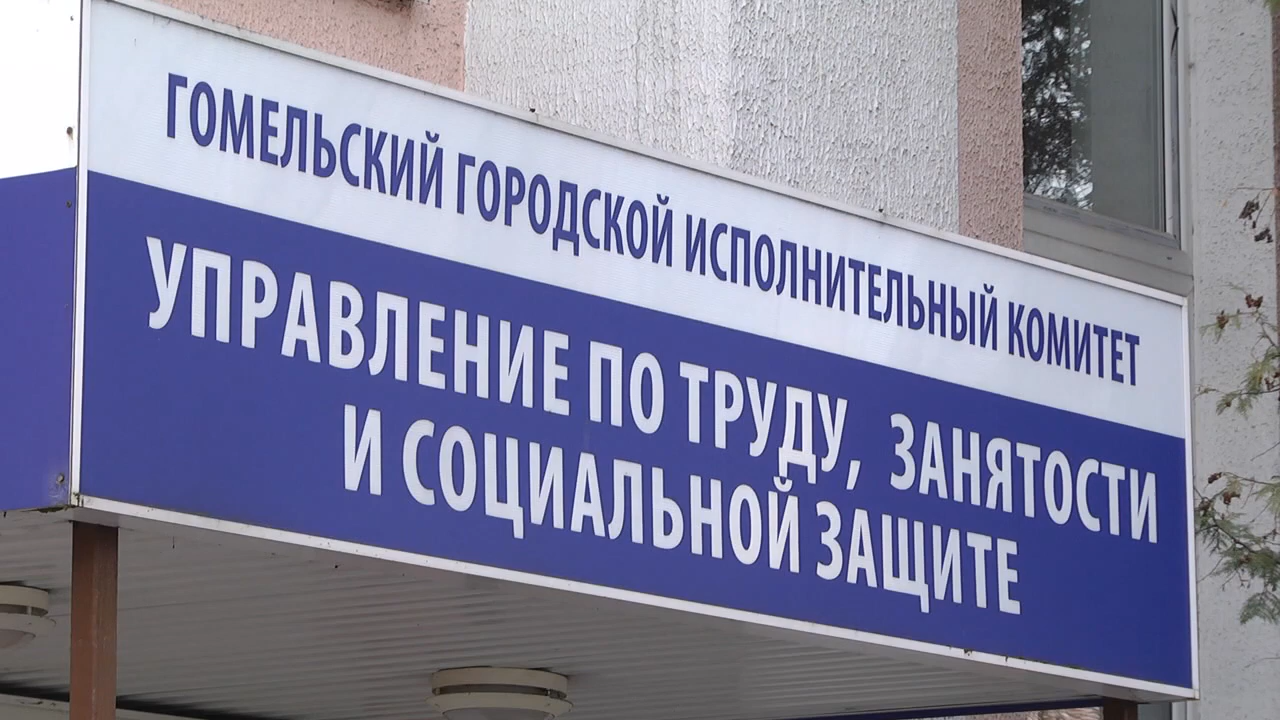 ГОМЕЛЬСКИЙ ГОРОДСКОЙ ИСПОЛНИТЕЛЬНЫЙ КОМИТЕТ
УПРАВЛЕНИЕ ПО ТРУДУ, ЗАНЯТОСТИ
И СОЦИАЛЬНОЙ ЗАЩИТЕ